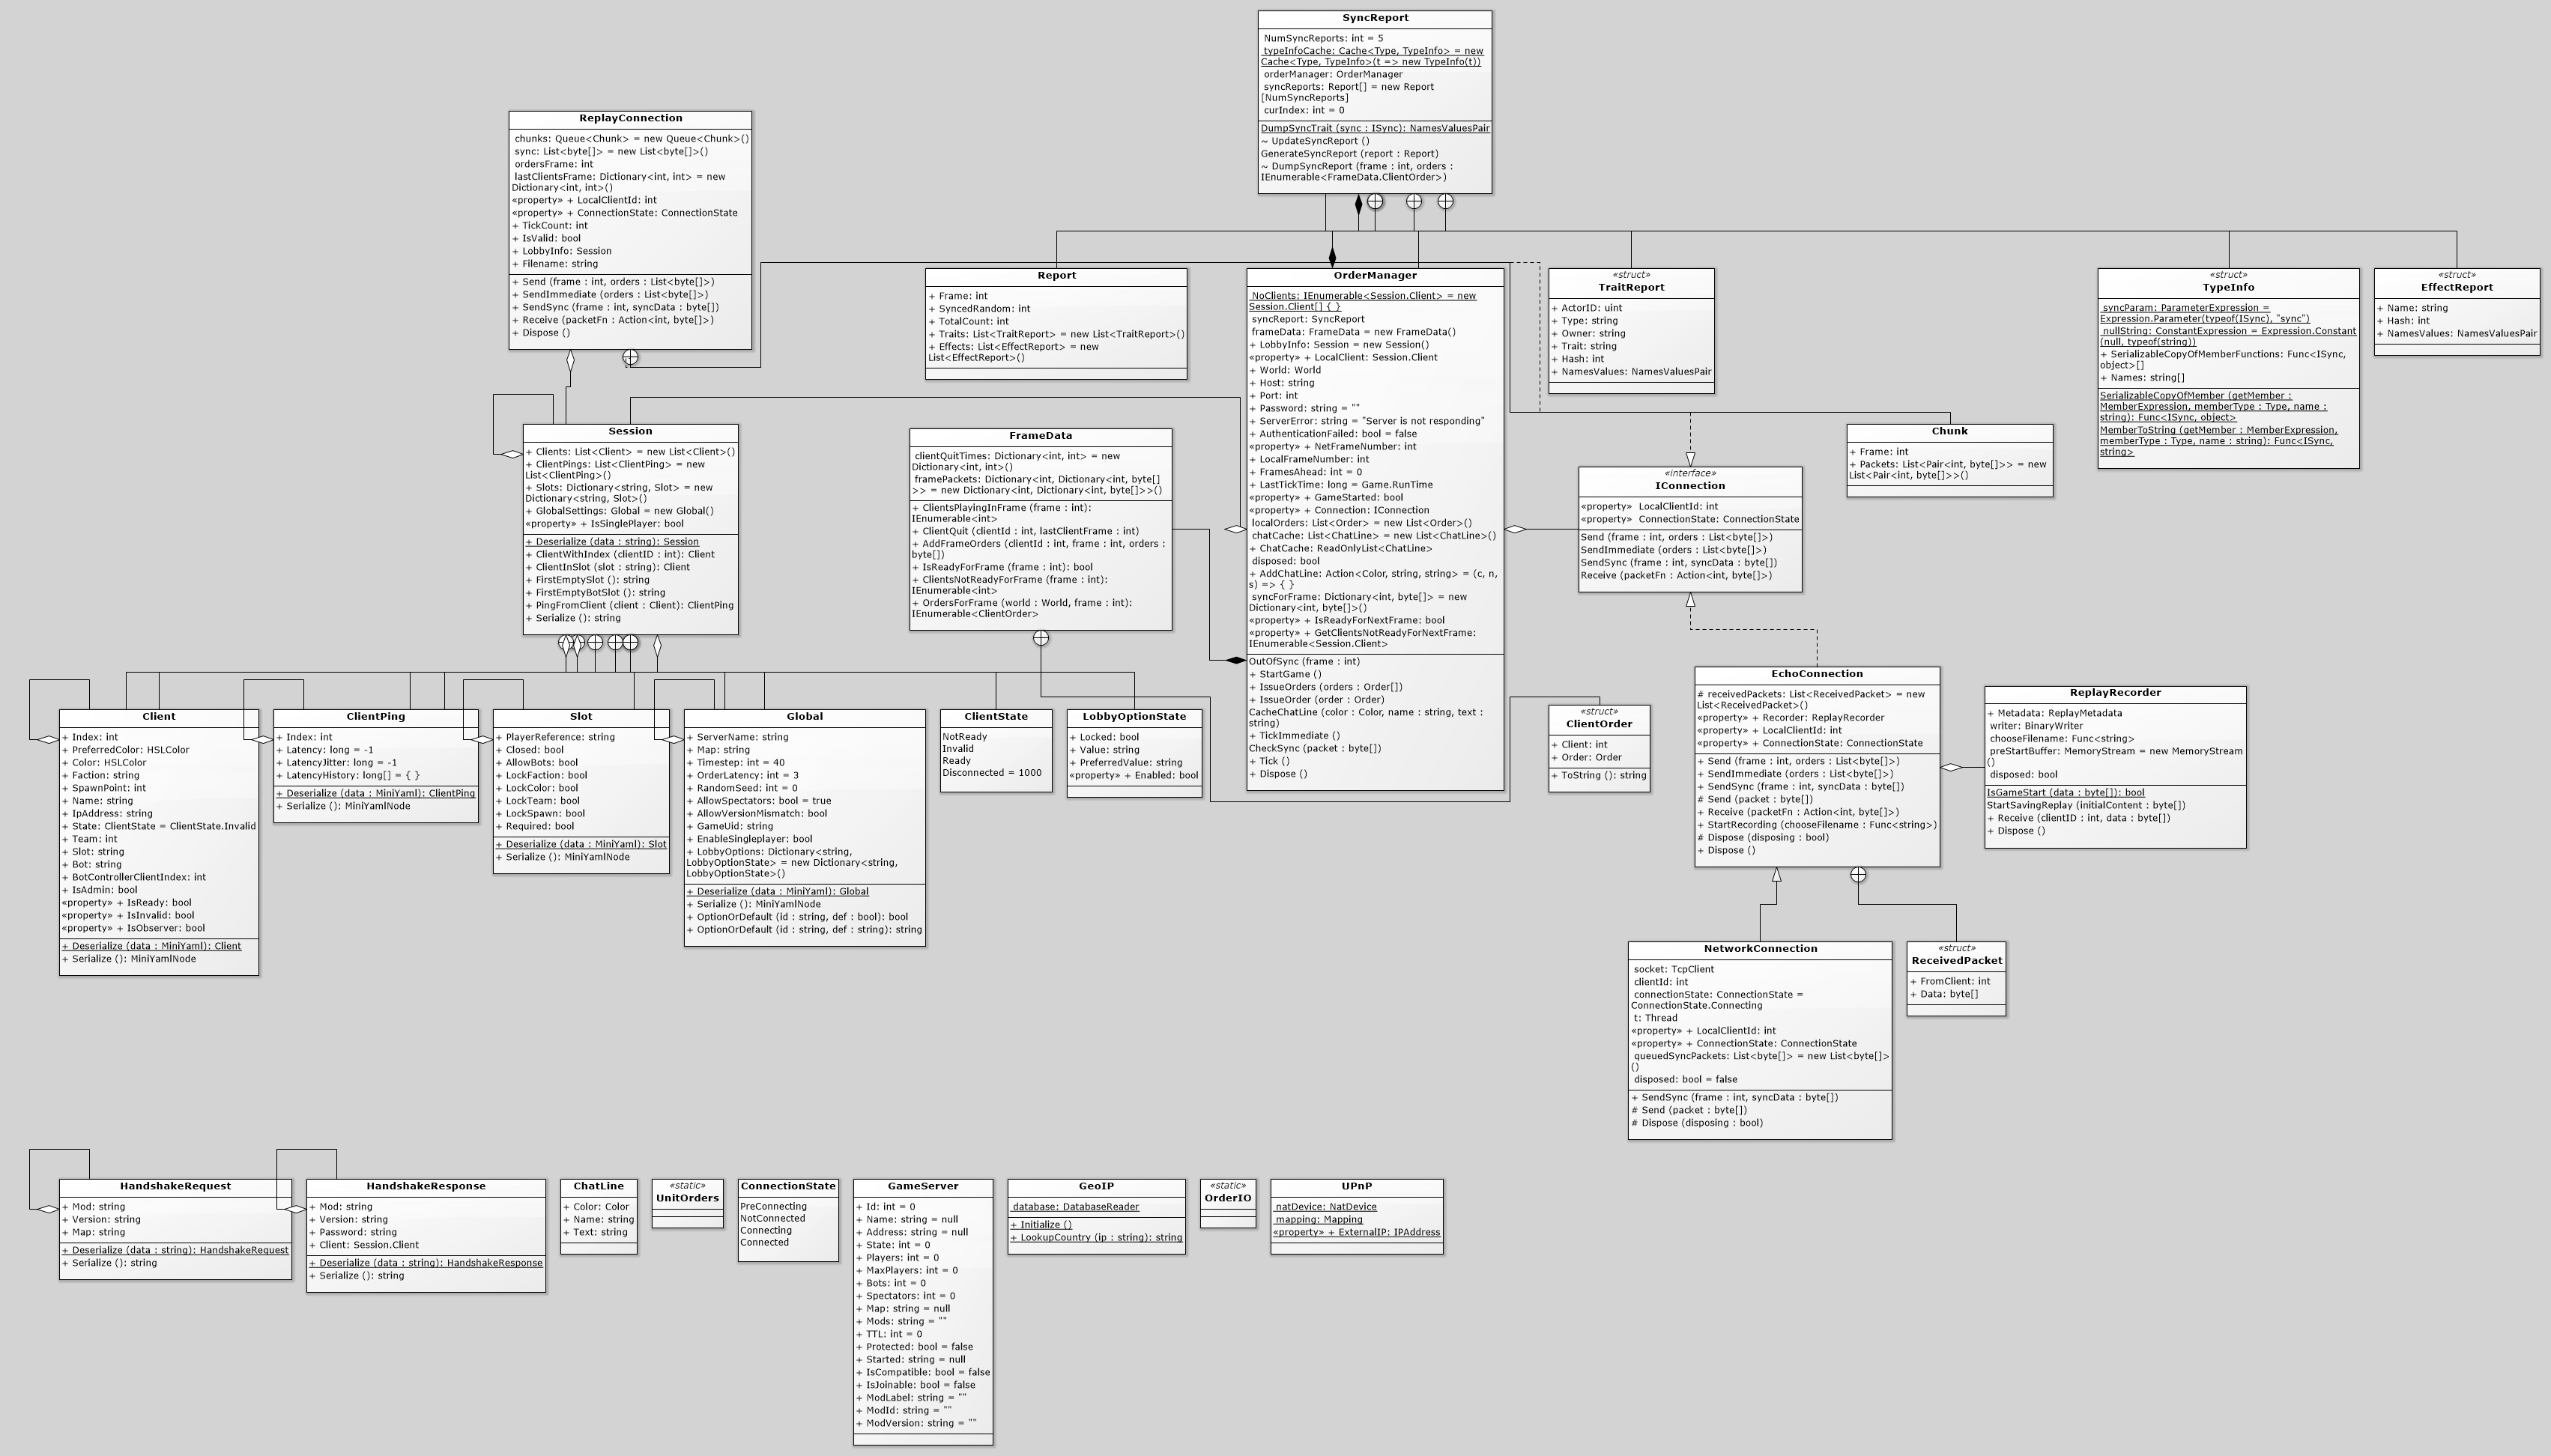 SyncReport
NumSyncReports: int = 5
typeInfoCache: Cache<Type, TypeInfo> = new
Cache<Type, TypeInfo>(t => new TypeInfo(t))
orderManager: OrderManager
syncReports: Report[] = new Report
[NumSyncReports]
curIndex: int = 0
DumpSyncTrait (sync : ISync): NamesValuesPair
~ UpdateSyncReport ()
GenerateSyncReport (report : Report)
~ DumpSyncReport (frame : int, orders :
IEnumerable<FrameData.ClientOrder>)
ReplayConnection
chunks: Queue<Chunk> = new Queue<Chunk>()
sync: List<byte[]> = new List<byte[]>()
ordersFrame: int
lastClientsFrame: Dictionary<int, int> = new
Dictionary<int, int>()
«property» + LocalClientId: int
«property» + ConnectionState: ConnectionState
+ TickCount: int
+ IsValid: bool
+ LobbyInfo: Session
+ Filename: string
+ Send (frame : int, orders : List<byte[]>)
+ SendImmediate (orders : List<byte[]>)
+ SendSync (frame : int, syncData : byte[])
+ Receive (packetFn : Action<int, byte[]>)
+ Dispose ()
Report
+ Frame: int
+ SyncedRandom: int
+ TotalCount: int
+ Traits: List<TraitReport> = new List<TraitReport>()
+ Effects: List<EffectReport> = new
List<EffectReport>()
OrderManager
NoClients: IEnumerable<Session.Client> = new
Session.Client[] { }
syncReport: SyncReport
frameData: FrameData = new FrameData()
+ LobbyInfo: Session = new Session()
«property» + LocalClient: Session.Client
+ World: World
+ Host: string
+ Port: int
+ Password: string = ""
+ ServerError: string = "Server is not responding"
+ AuthenticationFailed: bool = false
«property» + NetFrameNumber: int
+ LocalFrameNumber: int
+ FramesAhead: int = 0
+ LastTickTime: long = Game.RunTime
«property» + GameStarted: bool
«property» + Connection: IConnection
localOrders: List<Order> = new List<Order>()
chatCache: List<ChatLine> = new List<ChatLine>()
+ ChatCache: ReadOnlyList<ChatLine>
disposed: bool
+ AddChatLine: Action<Color, string, string> = (c, n,
s) => { }
syncForFrame: Dictionary<int, byte[]> = new
Dictionary<int, byte[]>()
«property» + IsReadyForNextFrame: bool
«property» + GetClientsNotReadyForNextFrame:
IEnumerable<Session.Client>
OutOfSync (frame : int)
+ StartGame ()
+ IssueOrders (orders : Order[])
+ IssueOrder (order : Order)
CacheChatLine (color : Color, name : string, text :
string)
+ TickImmediate ()
CheckSync (packet : byte[])
+ Tick ()
+ Dispose ()
«struct»
TraitReport
+ ActorID: uint
+ Type: string
+ Owner: string
+ Trait: string
+ Hash: int
+ NamesValues: NamesValuesPair
«struct»
TypeInfo
syncParam: ParameterExpression =
Expression.Parameter(typeof(ISync), "sync")
nullString: ConstantExpression = Expression.Constant
(null, typeof(string))
+ SerializableCopyOfMemberFunctions: Func<ISync,
object>[]
+ Names: string[]
SerializableCopyOfMember (getMember :
MemberExpression, memberType : Type, name :
string): Func<ISync, object>
MemberToString (getMember : MemberExpression,
memberType : Type, name : string): Func<ISync,
string>
«struct»
EffectReport
+ Name: string
+ Hash: int
+ NamesValues: NamesValuesPair
Session
+ Clients: List<Client> = new List<Client>()
+ ClientPings: List<ClientPing> = new
List<ClientPing>()
+ Slots: Dictionary<string, Slot> = new
Dictionary<string, Slot>()
+ GlobalSettings: Global = new Global()
«property» + IsSinglePlayer: bool
+ Deserialize (data : string): Session
+ ClientWithIndex (clientID : int): Client
+ ClientInSlot (slot : string): Client
+ FirstEmptySlot (): string
+ FirstEmptyBotSlot (): string
+ PingFromClient (client : Client): ClientPing
+ Serialize (): string
FrameData
clientQuitTimes: Dictionary<int, int> = new
Dictionary<int, int>()
framePackets: Dictionary<int, Dictionary<int, byte[]
>> = new Dictionary<int, Dictionary<int, byte[]>>()
+ ClientsPlayingInFrame (frame : int):
IEnumerable<int>
+ ClientQuit (clientId : int, lastClientFrame : int)
+ AddFrameOrders (clientId : int, frame : int, orders :
byte[])
+ IsReadyForFrame (frame : int): bool
+ ClientsNotReadyForFrame (frame : int):
IEnumerable<int>
+ OrdersForFrame (world : World, frame : int):
IEnumerable<ClientOrder>
«interface»
IConnection
«property»  LocalClientId: int
«property»  ConnectionState: ConnectionState
Send (frame : int, orders : List<byte[]>)
SendImmediate (orders : List<byte[]>)
SendSync (frame : int, syncData : byte[])
Receive (packetFn : Action<int, byte[]>)
Chunk
+ Frame: int
+ Packets: List<Pair<int, byte[]>> = new
List<Pair<int, byte[]>>()
EchoConnection
# receivedPackets: List<ReceivedPacket> = new
List<ReceivedPacket>()
«property» + Recorder: ReplayRecorder
«property» + LocalClientId: int
«property» + ConnectionState: ConnectionState
+ Send (frame : int, orders : List<byte[]>)
+ SendImmediate (orders : List<byte[]>)
+ SendSync (frame : int, syncData : byte[])
# Send (packet : byte[])
+ Receive (packetFn : Action<int, byte[]>)
+ StartRecording (chooseFilename : Func<string>)
# Dispose (disposing : bool)
+ Dispose ()
ReplayRecorder
+ Metadata: ReplayMetadata
writer: BinaryWriter
chooseFilename: Func<string>
preStartBuffer: MemoryStream = new MemoryStream
()
disposed: bool
IsGameStart (data : byte[]): bool
StartSavingReplay (initialContent : byte[])
+ Receive (clientID : int, data : byte[])
+ Dispose ()
Client
+ Index: int
+ PreferredColor: HSLColor
+ Color: HSLColor
+ Faction: string
+ SpawnPoint: int
+ Name: string
+ IpAddress: string
+ State: ClientState = ClientState.Invalid
+ Team: int
+ Slot: string
+ Bot: string
+ BotControllerClientIndex: int
+ IsAdmin: bool
«property» + IsReady: bool
«property» + IsInvalid: bool
«property» + IsObserver: bool
+ Deserialize (data : MiniYaml): Client
+ Serialize (): MiniYamlNode
ClientPing
+ Index: int
+ Latency: long = -1
+ LatencyJitter: long = -1
+ LatencyHistory: long[] = { }
+ Deserialize (data : MiniYaml): ClientPing
+ Serialize (): MiniYamlNode
Slot
+ PlayerReference: string
+ Closed: bool
+ AllowBots: bool
+ LockFaction: bool
+ LockColor: bool
+ LockTeam: bool
+ LockSpawn: bool
+ Required: bool
+ Deserialize (data : MiniYaml): Slot
+ Serialize (): MiniYamlNode
Global
+ ServerName: string
+ Map: string
+ Timestep: int = 40
+ OrderLatency: int = 3
+ RandomSeed: int = 0
+ AllowSpectators: bool = true
+ AllowVersionMismatch: bool
+ GameUid: string
+ EnableSingleplayer: bool
+ LobbyOptions: Dictionary<string,
LobbyOptionState> = new Dictionary<string,
LobbyOptionState>()
+ Deserialize (data : MiniYaml): Global
+ Serialize (): MiniYamlNode
+ OptionOrDefault (id : string, def : bool): bool
+ OptionOrDefault (id : string, def : string): string
ClientState
NotReady
Invalid
Ready
Disconnected = 1000
LobbyOptionState
+ Locked: bool
+ Value: string
+ PreferredValue: string
«property» + Enabled: bool
«struct»
ClientOrder
+ Client: int
+ Order: Order
+ ToString (): string
NetworkConnection
socket: TcpClient
clientId: int
connectionState: ConnectionState =
ConnectionState.Connecting
t: Thread
«property» + LocalClientId: int
«property» + ConnectionState: ConnectionState
queuedSyncPackets: List<byte[]> = new List<byte[]>
()
disposed: bool = false
+ SendSync (frame : int, syncData : byte[])
# Send (packet : byte[])
# Dispose (disposing : bool)
«struct»
ReceivedPacket
+ FromClient: int
+ Data: byte[]
HandshakeRequest
+ Mod: string
+ Version: string
+ Map: string
+ Deserialize (data : string): HandshakeRequest
+ Serialize (): string
HandshakeResponse
+ Mod: string
+ Version: string
+ Password: string
+ Client: Session.Client
+ Deserialize (data : string): HandshakeResponse
+ Serialize (): string
ChatLine
+ Color: Color
+ Name: string
+ Text: string
«static»
UnitOrders
ConnectionState
PreConnecting
NotConnected
Connecting
Connected
GameServer
+ Id: int = 0
+ Name: string = null
+ Address: string = null
+ State: int = 0
+ Players: int = 0
+ MaxPlayers: int = 0
+ Bots: int = 0
+ Spectators: int = 0
+ Map: string = null
+ Mods: string = ""
+ TTL: int = 0
+ Protected: bool = false
+ Started: string = null
+ IsCompatible: bool = false
+ IsJoinable: bool = false
+ ModLabel: string = ""
+ ModId: string = ""
+ ModVersion: string = ""
GeoIP
database: DatabaseReader
+ Initialize ()
+ LookupCountry (ip : string): string
«static»
OrderIO
UPnP
natDevice: NatDevice
mapping: Mapping
«property» + ExternalIP: IPAddress